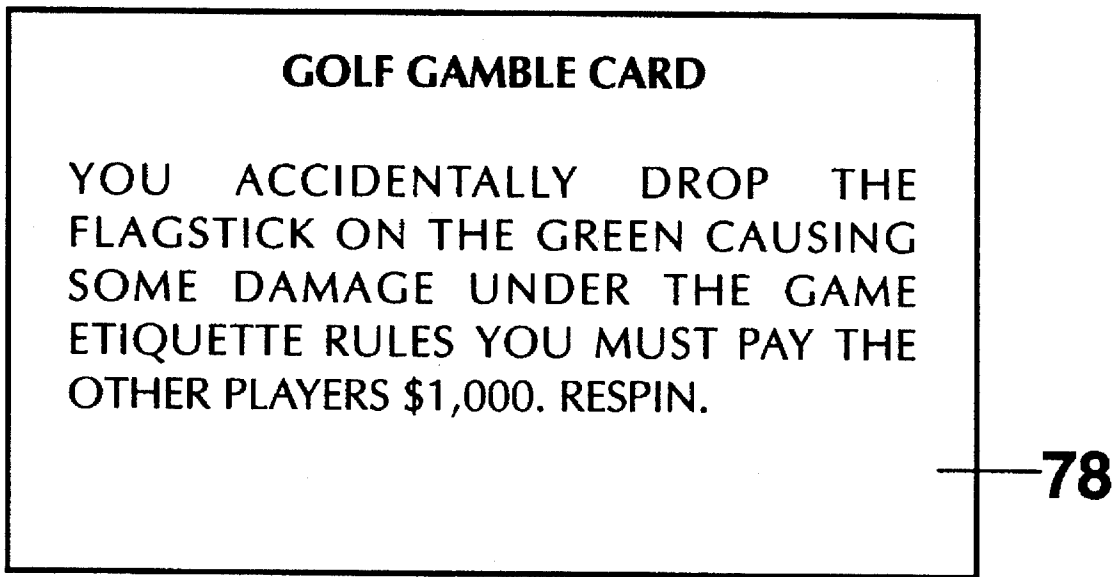 GOLF GAMBLE CARD
YOU ACCIDENTALLY DROP THE
FLAGSTICK ON THE GREEN CAUSING
SOME DAMAGE UNDER THE GAME
ETIQUETTE RULES YOU MUST PAY THE
OTHER PLAYERS $1,000. RESPIN.
78